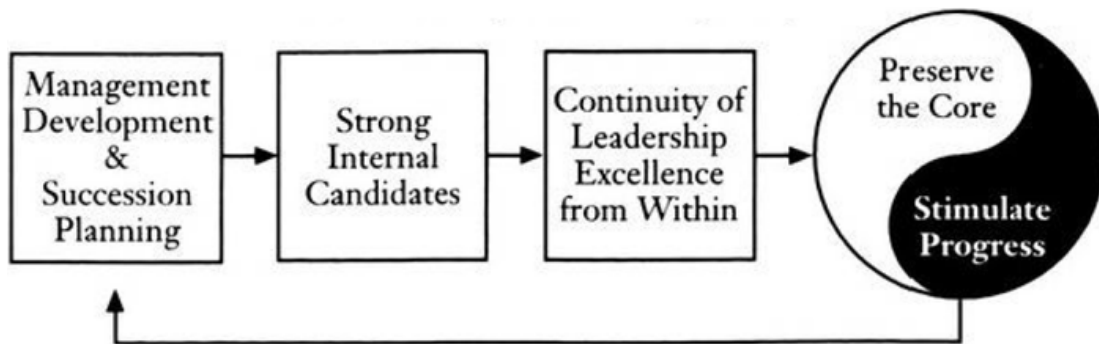 Management
Development
&
Succession
Planning
Strong
Internal
Candidates
Continuity of
Leadership
Excellence
from Within
Preserve
the Core
Stimulate
Progress